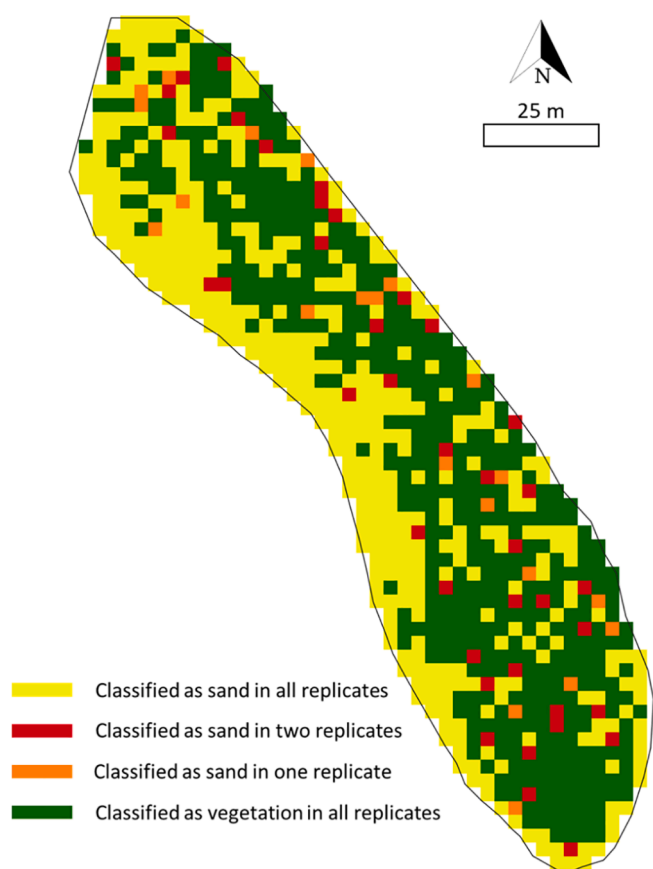 N
25 m
Classified as sand in all replicates
Classified as sand in two replicates
Classified as sand in one replicate
Classified as vegetation in all replicates